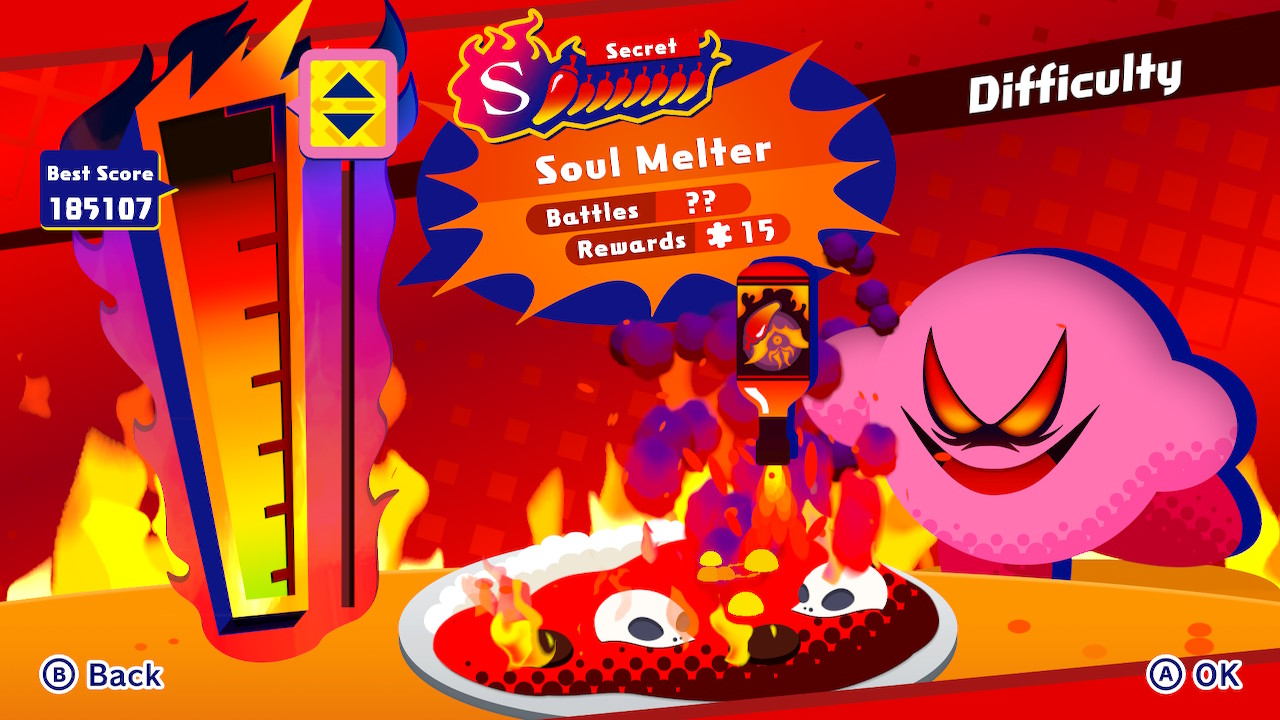 Difficulty
S
Secret
Soul Melter
Battles ??
Rewards 15
Best Score
185107
B Back
A OK